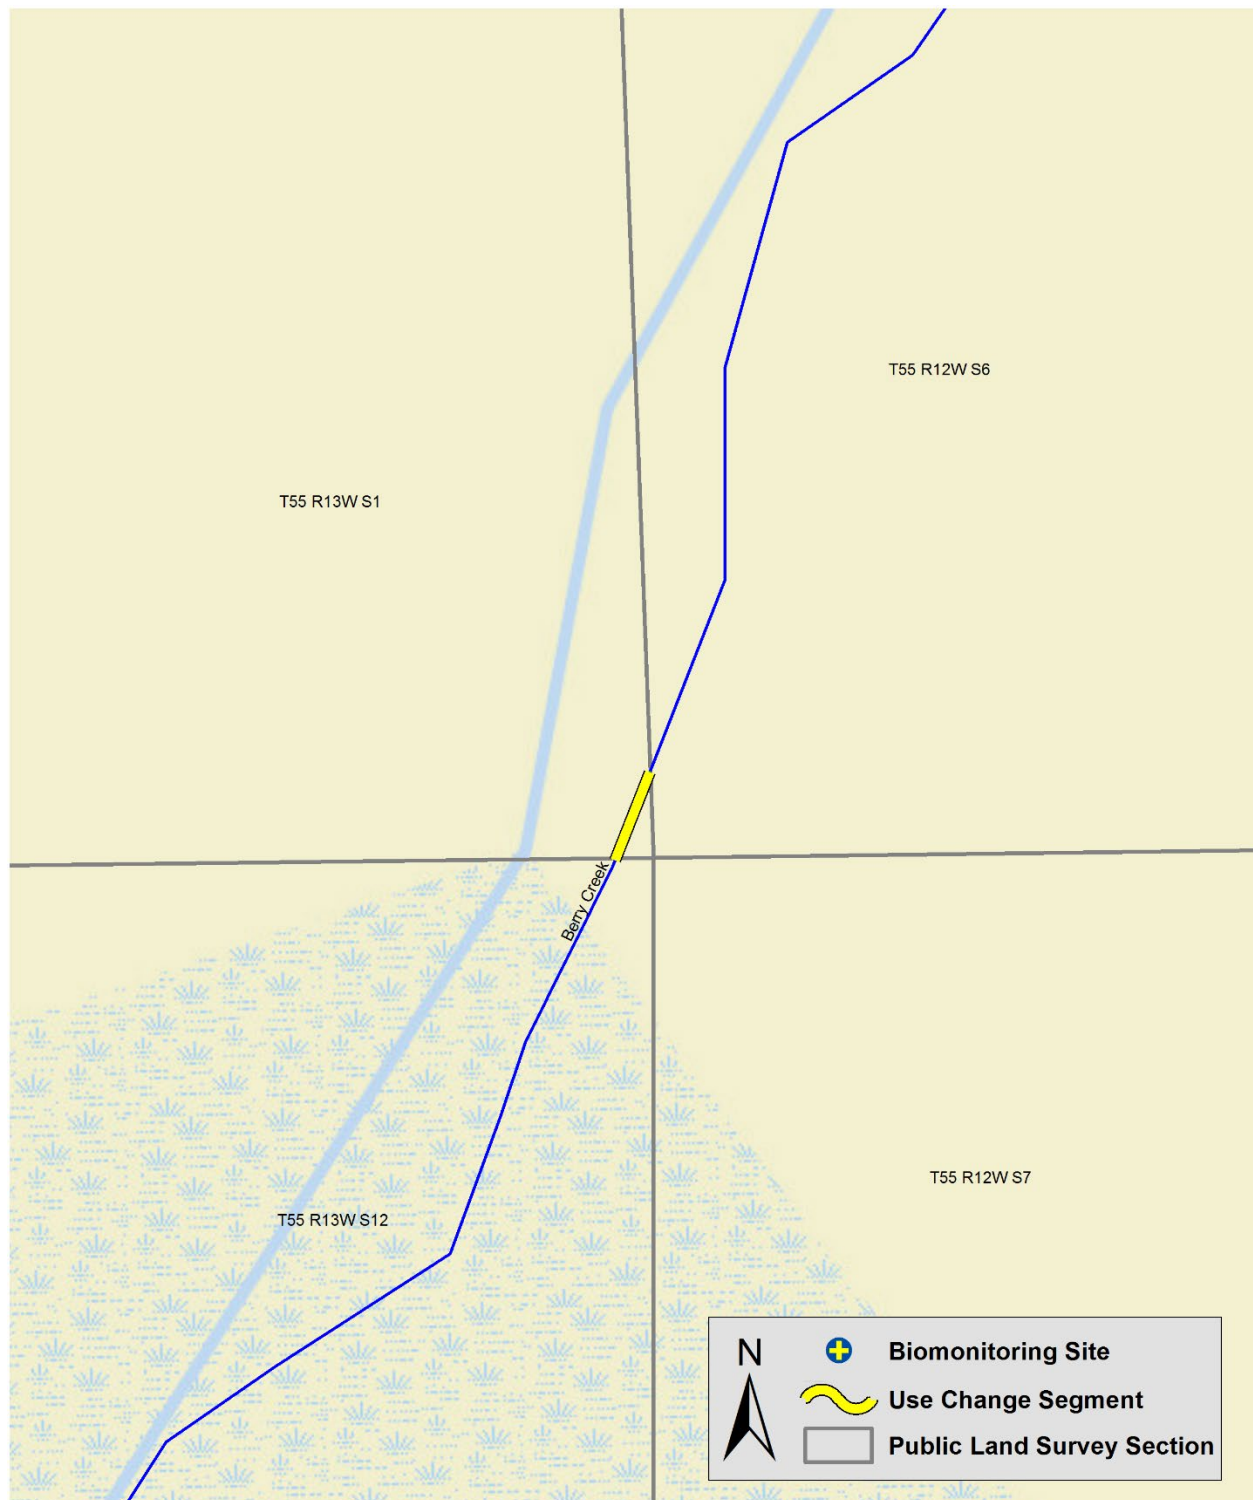 T55 R12W S6
T55 R13W S1
Berry Creek
T55 R12W S7
T55 R13W S12
N
Biomonitoring Site
Use Change Segment
Public Land Survey Section